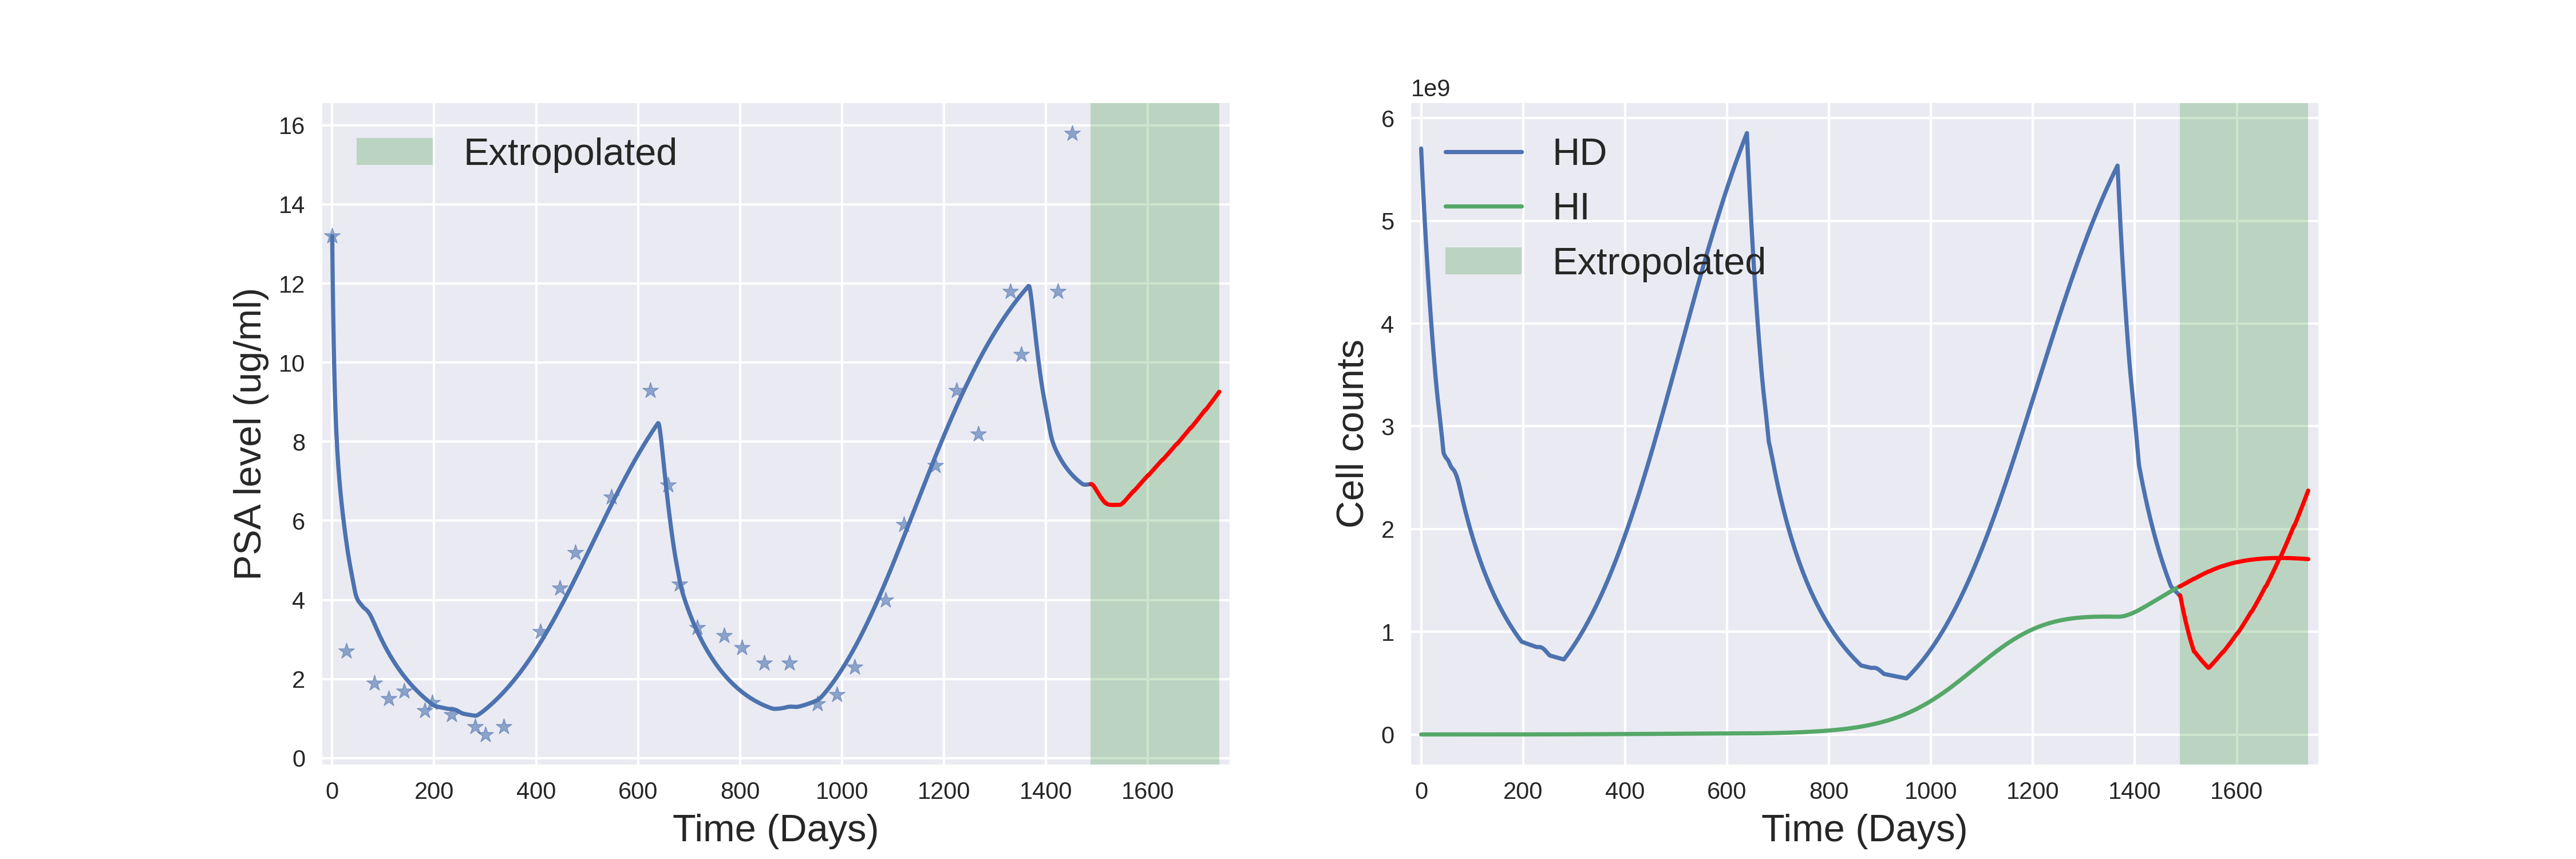 16
14
12
10
8
6
4
2
0
PSA level (ug/ml)
Extropolated
0 200 400 600 800 1000 1200 1400 1600
Time (Days)
1e9
6
5
4
3
2
1
0
Cell counts
HD
HI
Extropolated
0 200 400 600 800 1000 1200 1400 1600
Time (Days)